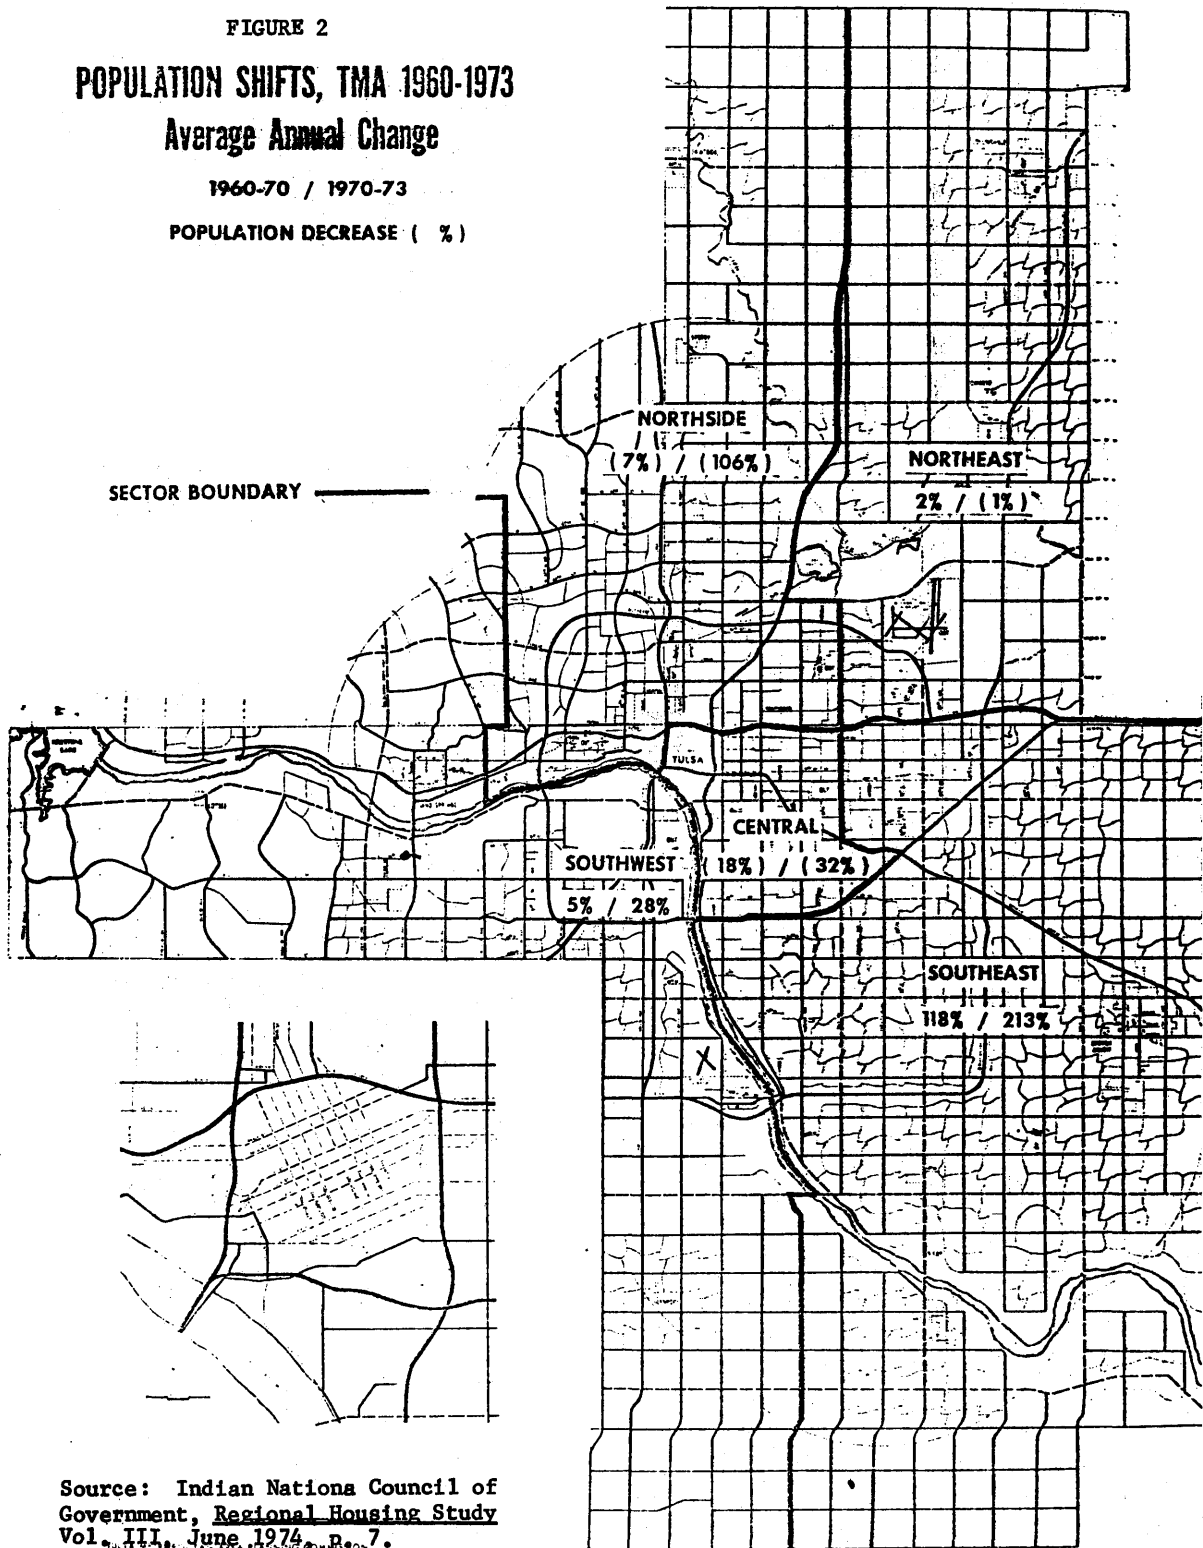 FIGURE 2
POPULATION SHIFTS, TMA 1960-1973
Average Annual Change
1960-70 / 1970-73
POPULATION DECREASE ( %)
NORTHSIDE
(7%) / (106%)
NORTHEAST
2% / (1%)
SECTOR BOUNDARY
TULSA
CENTRAL
(18%) / (32%)
SOUTHWEST
5% / 28%
SOUTHEAST
118% / 213%
X
Source: Indian Nationa Council of
Government, Regional Housing Study
Vol. III, June 1974, p. 7.